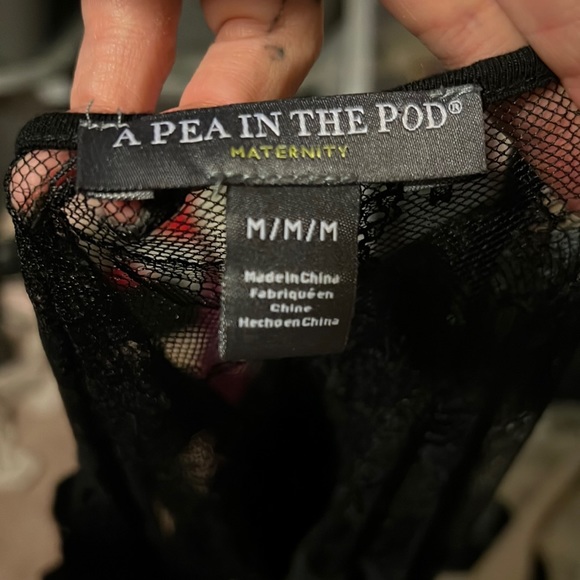 A PEA IN THE POD®
MATERNITY
M/M/M
Made in China
Fabriqué en
Chine
Hecho en China